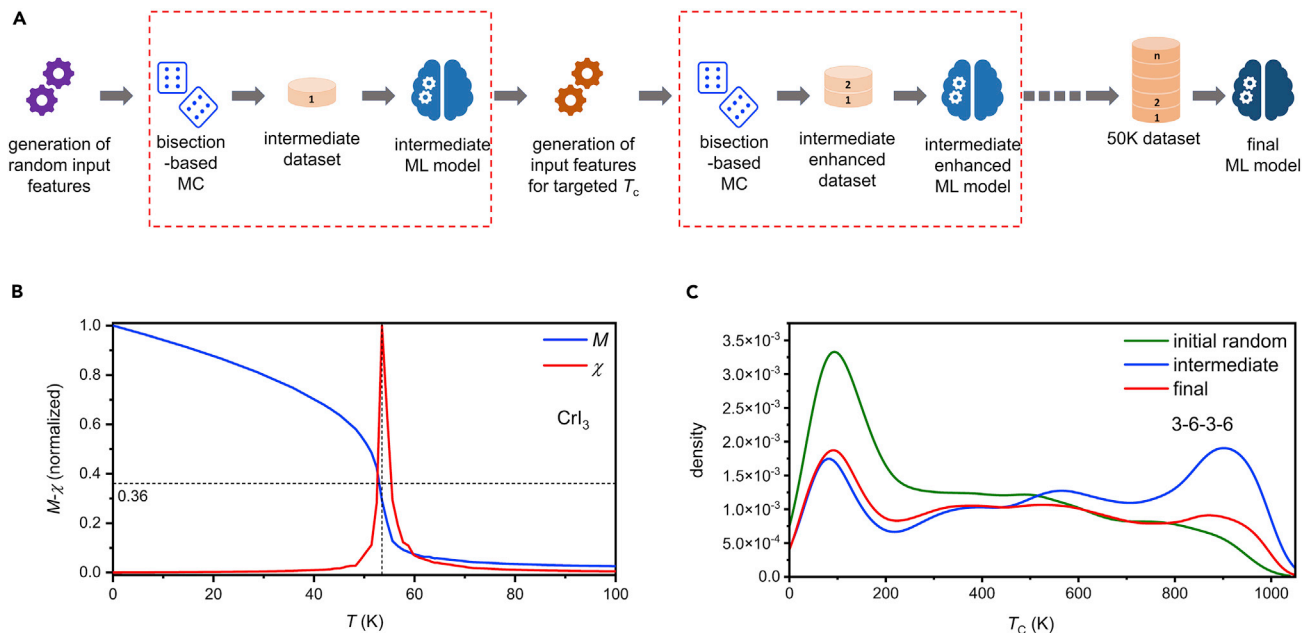 A
generation of
random input
features
bisection
-based
MC
1
intermediate
dataset
intermediate
ML model
generation of
input features
for targeted Tc
bisection
-based
MC
2
1
intermediate
enhanced
dataset
intermediate
enhanced
ML model
n
2
1
50K dataset
final
ML model
B
M-χ (normalized)
1.0
0.8
0.6
0.4
0.2
0.0
0.36
M
χ
CrI3
0
20
40
60
80
100
T (K)
C
density
3.5×10-3
3.0×10-3
2.5×10-3
2.0×10-3
1.5×10-3
1.0×10-3
5.0×10-4
0.0
initial random
intermediate
final
3-6-3-6
0
200
400
600
800
1000
TC (K)